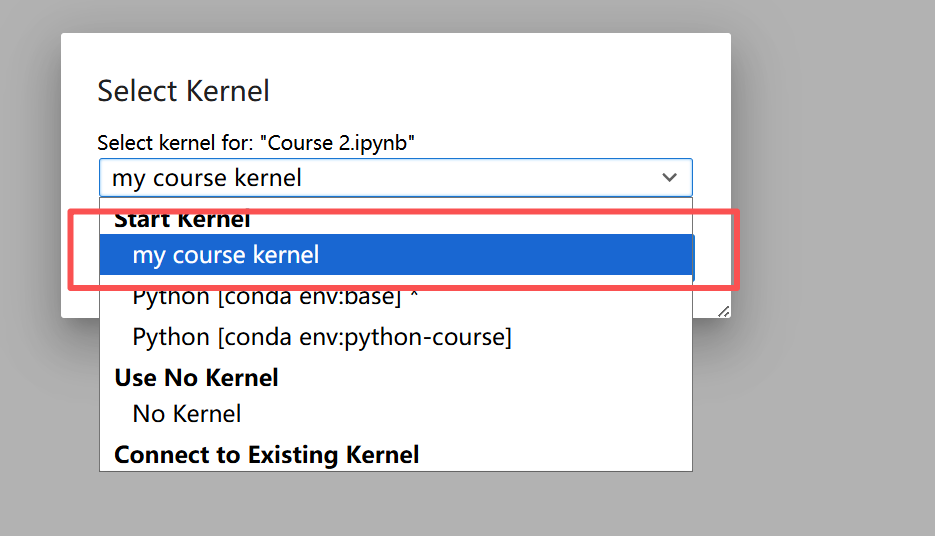 Select Kernel
Select kernel for: "Course 2.ipynb"
my course kernel
Start Kernel
my course kernel
Python [conda env:base] *
Python [conda env:python-course]
Use No Kernel
No Kernel
Connect to Existing Kernel